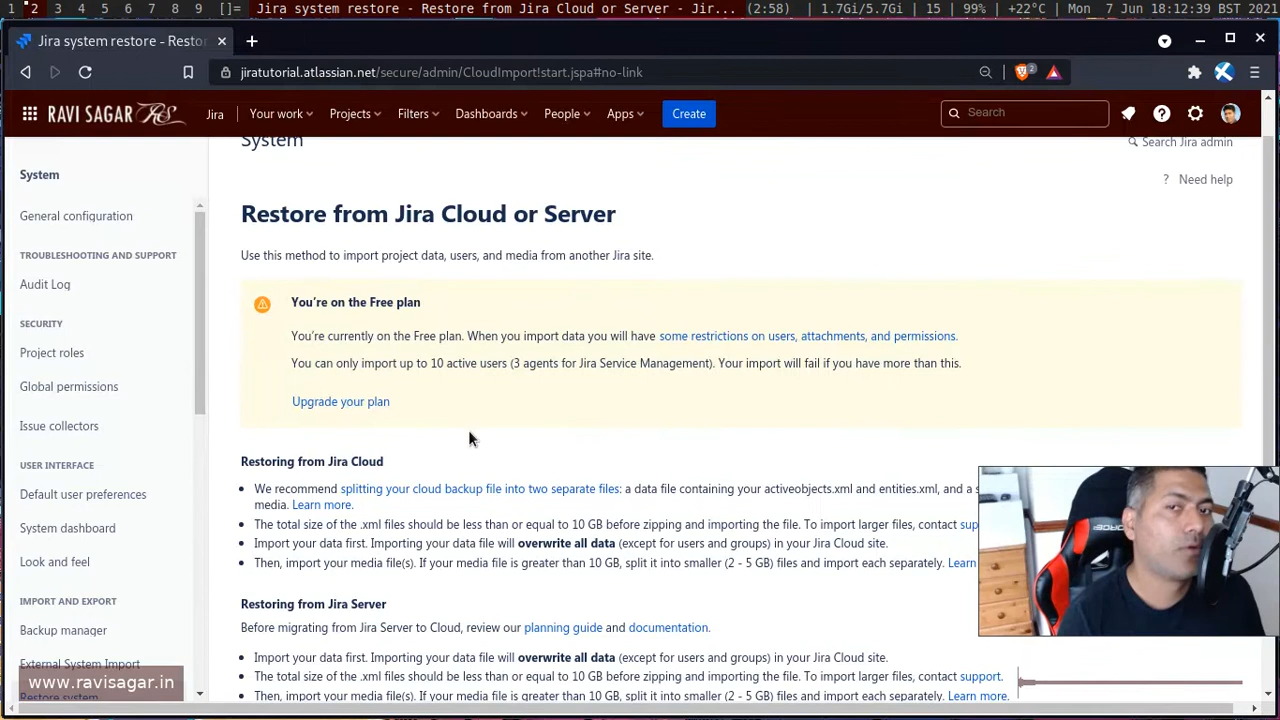 1 2 3 4 5 6 7 8 9 []= Jira system restore - Restore from Jira Cloud or Server - Jir... (2:58) | 1.7Gi/5.7Gi | 15 | 99% | +22°C | Mon 7 Jun 18:12:39 BST 2021
Jira system restore - Resto
jiratutorial.atlassian.net/secure/admin/CloudImport!start.jspa#no-link
2
RAVI SAGAR RS Jira Your work Projects Filters Dashboards People Apps Create Search
System
Search Jira admin
System
? Need help
General configuration
Restore from Jira Cloud or Server
TROUBLESHOOTING AND SUPPORT
Use this method to import project data, users, and media from another Jira site.
Audit Log
You're on the Free plan
SECURITY
You're currently on the Free plan. When you import data you will have some restrictions on users, attachments, and permissions.
Project roles
You can only import up to 10 active users (3 agents for Jira Service Management). Your import will fail if you have more than this.
Global permissions
Upgrade your plan
Issue collectors
Restoring from Jira Cloud
USER INTERFACE
• We recommend splitting your cloud backup file into two separate files: a data file containing your activeobjects.xml and entities.xml, and a s
Default user preferences
media. Learn more.
System dashboard
• The total size of the .xml files should be less than or equal to 10 GB before zipping and importing the file. To import larger files, contact sup
• Import your data first. Importing your data file will overwrite all data (except for users and groups) in your Jira Cloud site.
Look and feel
• Then, import your media file(s). If your media file is greater than 10 GB, split it into smaller (2 - 5 GB) files and import each separately. Learn
IMPORT AND EXPORT
Restoring from Jira Server
Backup manager
Before migrating from Jira Server to Cloud, review our planning guide and documentation.
External System Import
• Import your data first. Importing your data file will overwrite all data (except for users and groups) in your Jira Cloud site.
www.ravisagar.in
• The total size of the .xml files should be less than or equal to 10 GB before zipping and importing the file. To import larger files, contact support.
Restore system
• Then, import your media file(s). If your media file is greater than 10 GB, split it into smaller (2 - 5 GB) files and import each separately. Learn more.